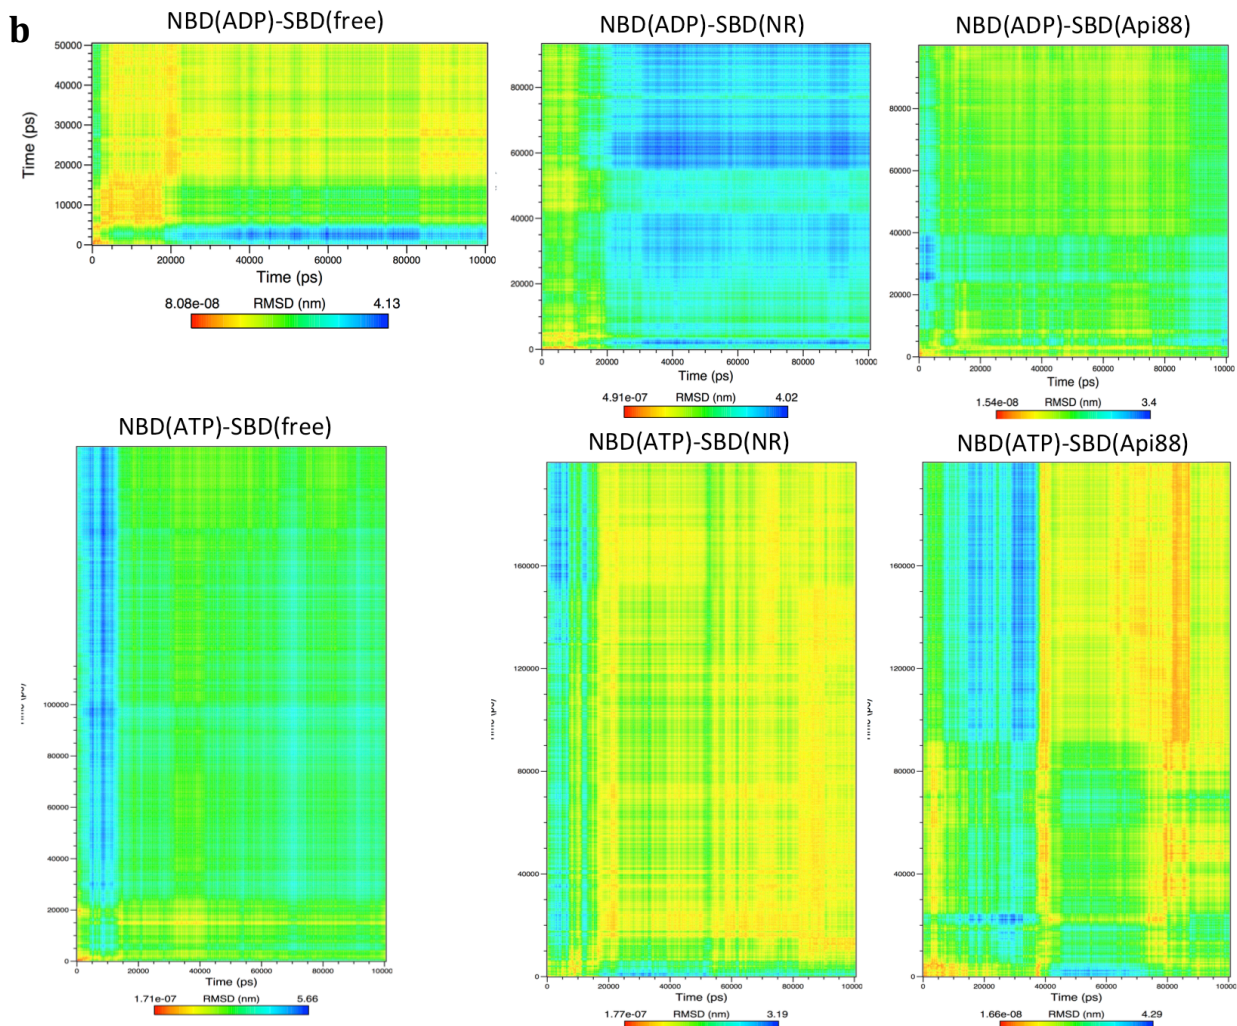 b
NBD(ADP)-SBD(free)
NBD(ADP)-SBD(NR)
NBD(ADP)-SBD(Api88)
50000
40000
30000
20000
10000
0
Time (ps)
0 20000 40000 60000 80000 10000
Time (ps)
8.08e-08 RMSD (nm) 4.13
80000
60000
40000
20000
0
0 20000 40000 60000 80000 10000
Time (ps)
4.91e-07 RMSD (nm) 4.02
80000
60000
40000
20000
0
0 20000 40000 60000 80000 10000
Time (ps)
1.54e-08 RMSD (nm) 3.4
NBD(ATP)-SBD(free)
NBD(ATP)-SBD(NR)
NBD(ATP)-SBD(Api88)
100000
80000
60000
40000
20000
0
0 20000 40000 60000 80000 10000
Time (ps)
1.71e-07 RMSD (nm) 5.66
160000
120000
80000
40000
0
0 20000 40000 60000 80000 10000
Time (ps)
1.77e-07 RMSD (nm) 3.19
160000
120000
80000
40000
0
0 20000 40000 60000 80000 10000
Time (ps)
1.66e-08 RMSD (nm) 4.29